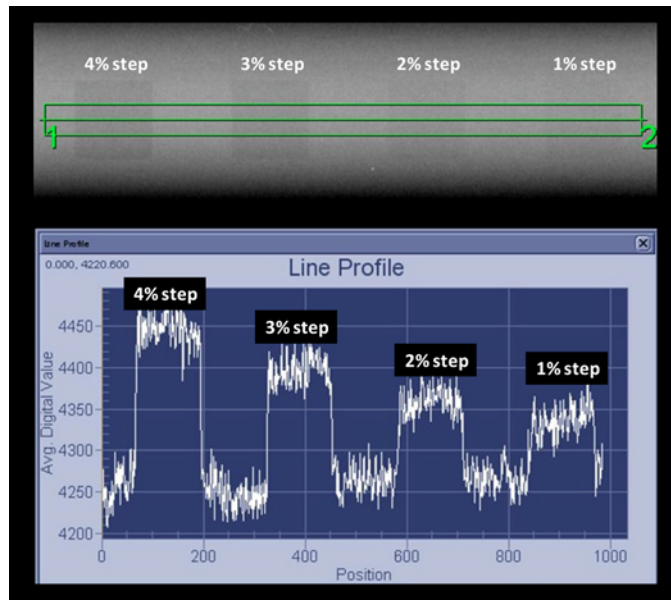 4% step 3% step 2% step 1% step
1 2
Line Profile
0.000, 4220.600
Line Profile
4% step
3% step
2% step
1% step
4450
4400
4350
4300
4250
4200
Avg. Digital Value
0 200 400 600 800 1000
Position